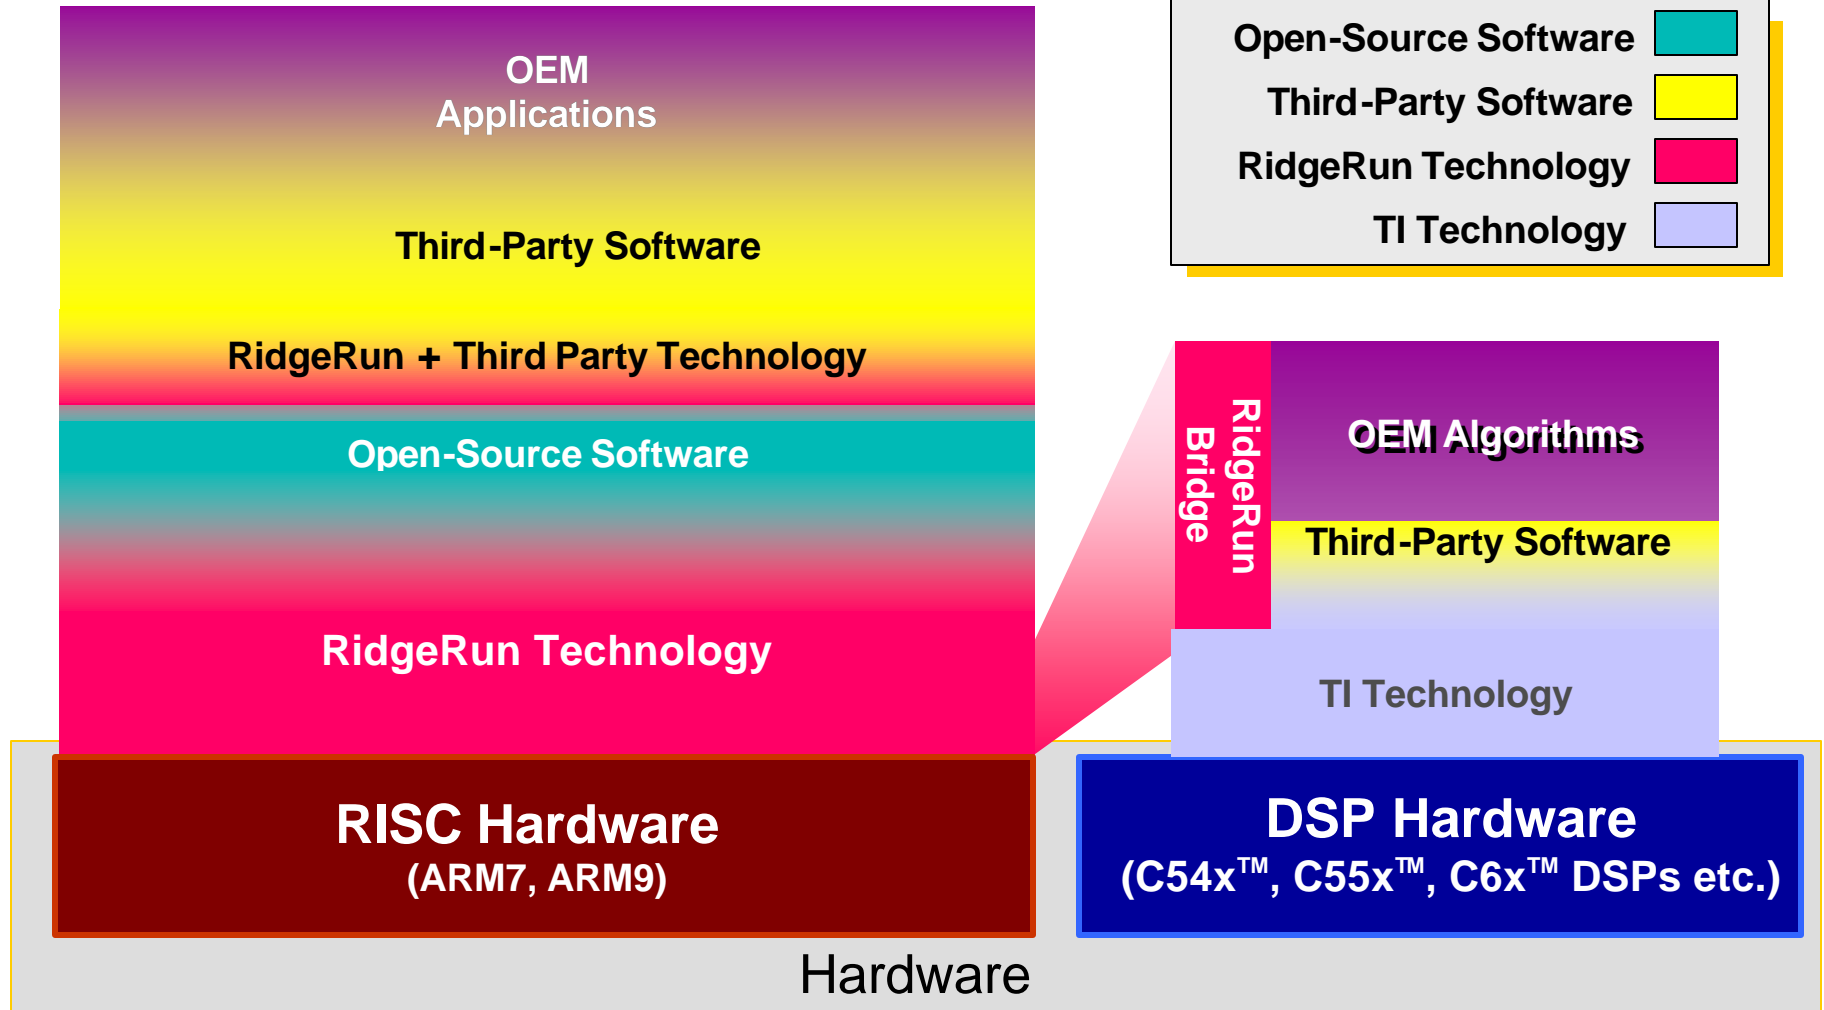 OEM
Applications
Third-Party Software
RidgeRun + Third Party Technology
Open-Source Software
RidgeRun Technology
Open-Source Software
Third-Party Software
RidgeRun Technology
TI Technology
RidgeRun
Bridge
OEM Algorithms
Third-Party Software
TI Technology
RISC Hardware
(ARM7, ARM9)
DSP Hardware
(C54x™, C55x™, C6x™ DSPs etc.)
Hardware